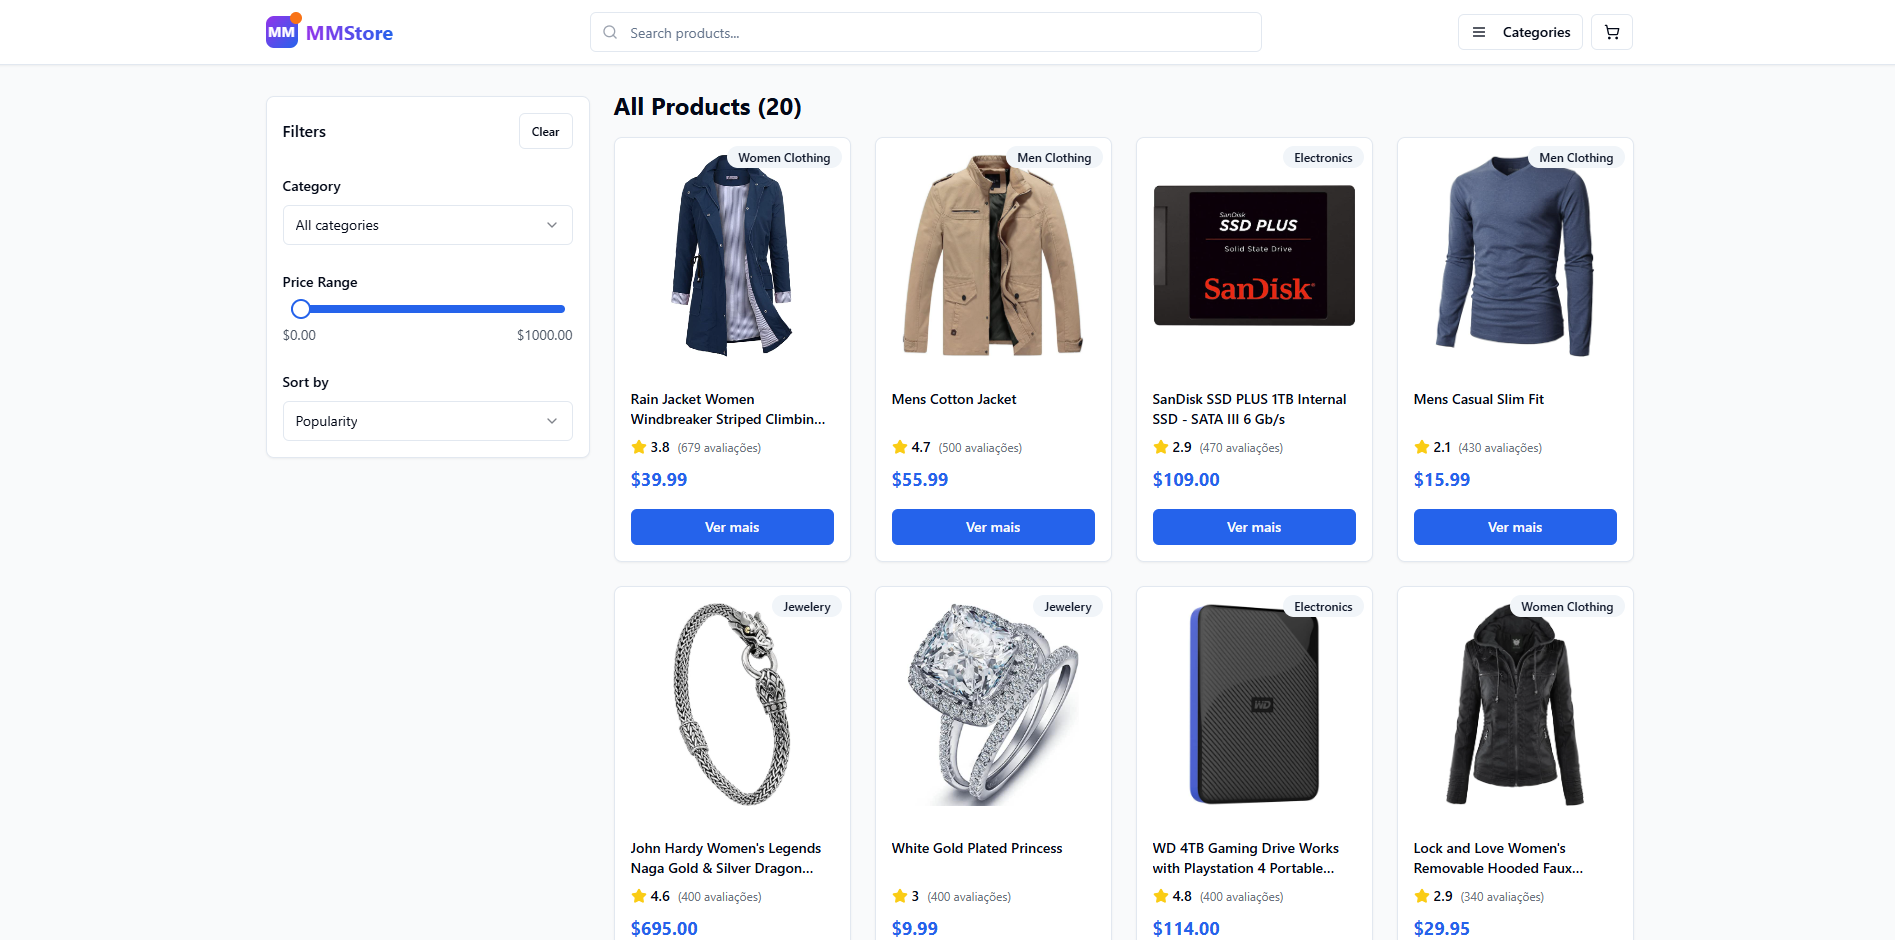 MM MMStore
Search products...
Categories
Filters
Clear
Category
All categories
Price Range
$0.00
$1000.00
Sort by
Popularity
All Products (20)
Women Clothing
Rain Jacket Women
Windbreaker Striped Climbin...
3.8 (679 avaliações)
$39.99
Ver mais
Men Clothing
Mens Cotton Jacket
4.7 (500 avaliações)
$55.99
Ver mais
Electronics
SanDisk
SSD PLUS
Solid State Drive
SanDisk
SanDisk SSD PLUS 1TB Internal
SSD - SATA III 6 Gb/s
2.9 (470 avaliações)
$109.00
Ver mais
Men Clothing
Mens Casual Slim Fit
2.1 (430 avaliações)
$15.99
Ver mais
Jewelery
John Hardy Women's Legends
Naga Gold & Silver Dragon...
4.6 (400 avaliações)
$695.00
Jewelery
White Gold Plated Princess
3 (400 avaliações)
$9.99
Electronics
WD
WD 4TB Gaming Drive Works
with Playstation 4 Portable...
4.8 (400 avaliações)
$114.00
Women Clothing
Lock and Love Women's
Removable Hooded Faux...
2.9 (340 avaliações)
$29.95